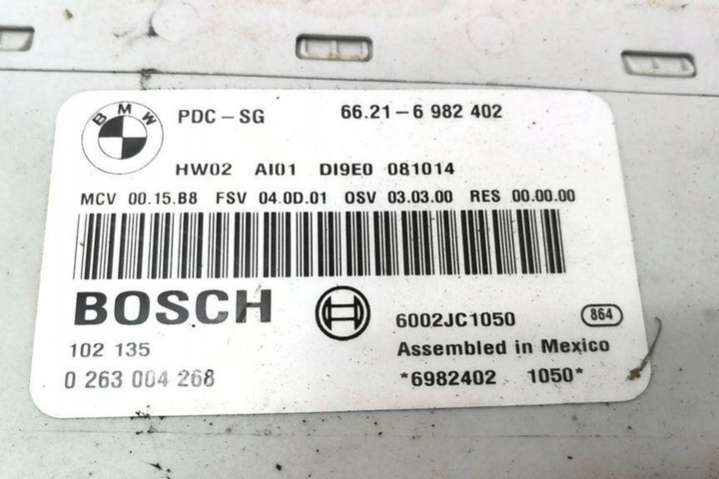 BMW
PDC-SG 66.21-6 982 402
HW02 AI01 DI9E0 081014
MCV 00.15.B8 FSV 04.0D.01 OSV 03.03.00 RES 00.00.00
BOSCH
6002JC1050 864
102 135 Assembled in Mexico
0 263 004 268 *6982402 1050*